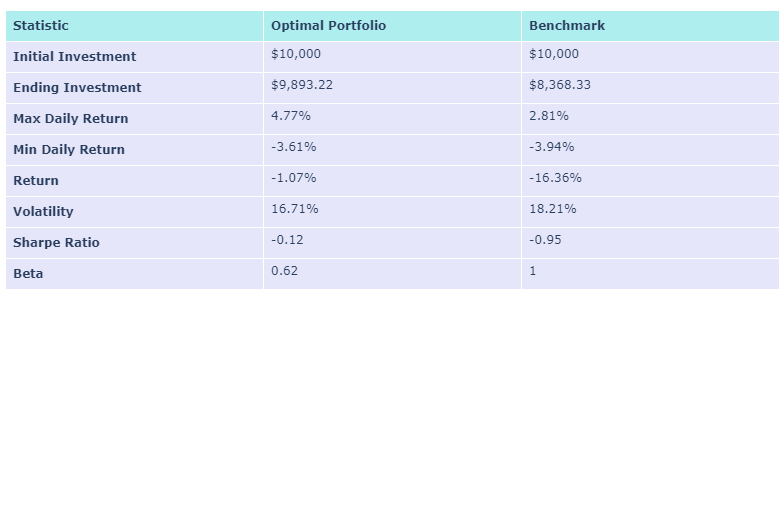 Statistic Optimal Portfolio Benchmark
Initial Investment $10,000 $10,000
Ending Investment $9,893.22 $8,368.33
Max Daily Return 4.77% 2.81%
Min Daily Return -3.61% -3.94%
Return -1.07% -16.36%
Volatility 16.71% 18.21%
Sharpe Ratio -0.12 -0.95
Beta 0.62 1